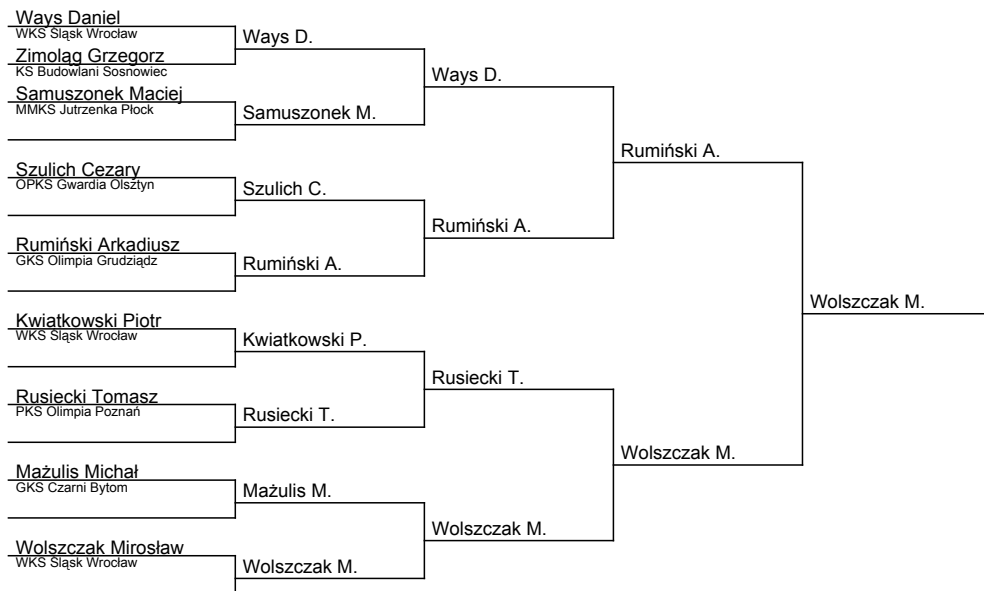 Ways Daniel
WKS Śląsk Wrocław
Ways D.
Zimoląg Grzegorz
KS Budowlani Sosnowiec
Ways D.
Samuszonek Maciej
MMKS Jutrzenka Płock
Samuszonek M.
Rumiński A.
Szulich Cezary
OPKS Gwardia Olsztyn
Szulich C.
Rumiński A.
Rumiński Arkadiusz
GKS Olimpia Grudziądz
Rumiński A.
Wolszczak M.
Kwiatkowski Piotr
WKS Śląsk Wrocław
Kwiatkowski P.
Rusiecki T.
Rusiecki Tomasz
PKS Olimpia Poznań
Rusiecki T.
Wolszczak M.
Mażulis Michał
GKS Czarni Bytom
Mażulis M.
Wolszczak M.
Wolszczak Mirosław
WKS Śląsk Wrocław
Wolszczak M.